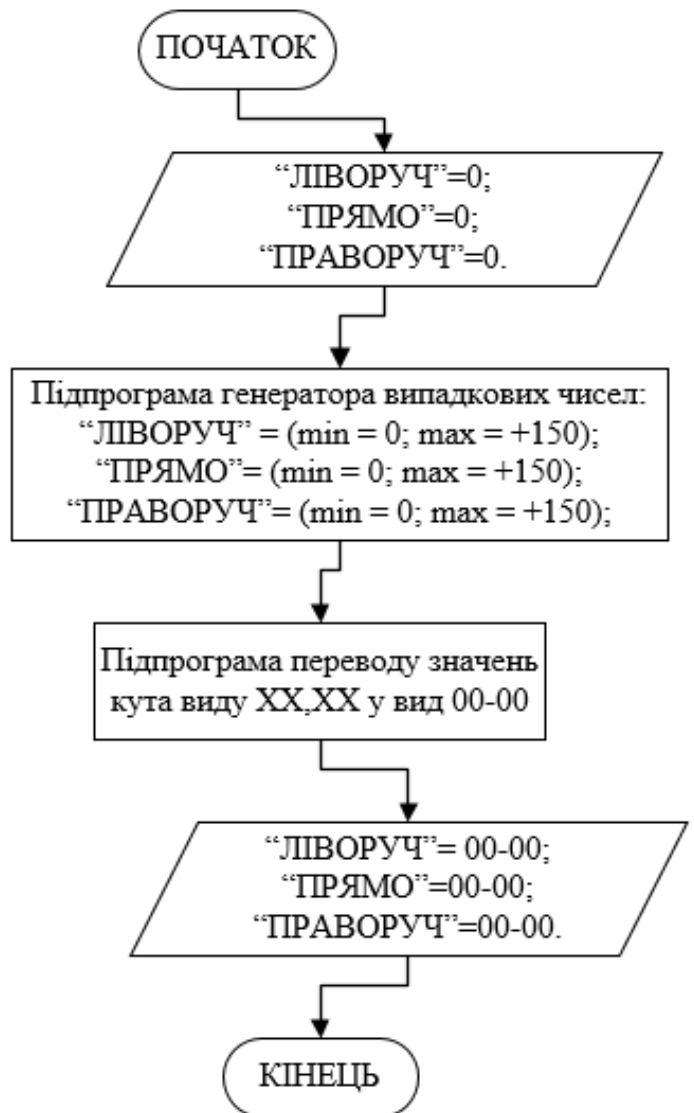 ПОЧАТОК
“ЛІВОРУЧ”=0;
“ПРЯМО”=0;
“ПРАВОРУЧ”=0.
Підпрограма генератора випадкових чисел:
“ЛІВОРУЧ” = (min = 0; max = +150);
“ПРЯМО”= (min = 0; max = +150);
“ПРАВОРУЧ”= (min = 0; max = +150);
Підпрограма переводу значень
кута виду XX,XX у вид 00-00
“ЛІВОРУЧ”= 00-00;
“ПРЯМО”=00-00;
“ПРАВОРУЧ”=00-00.
КІНЕЦЬ